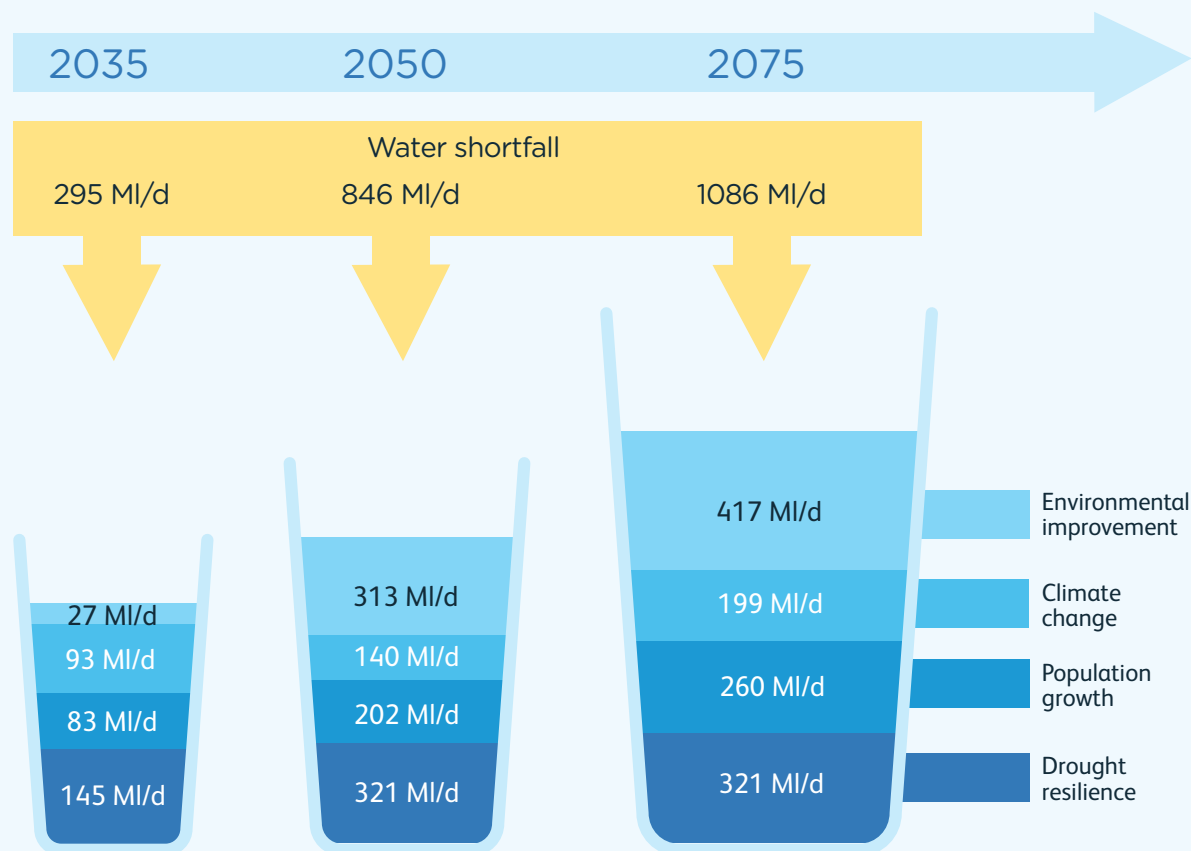 2035 2050 2075
Water shortfall
295 Ml/d 846 Ml/d 1086 Ml/d
417 Ml/d
Environmental
improvement
313 Ml/d
199 Ml/d
Climate
change
27 Ml/d
93 Ml/d
140 Ml/d
260 Ml/d
Population
growth
83 Ml/d
202 Ml/d
145 Ml/d
321 Ml/d
321 Ml/d
Drought
resilience